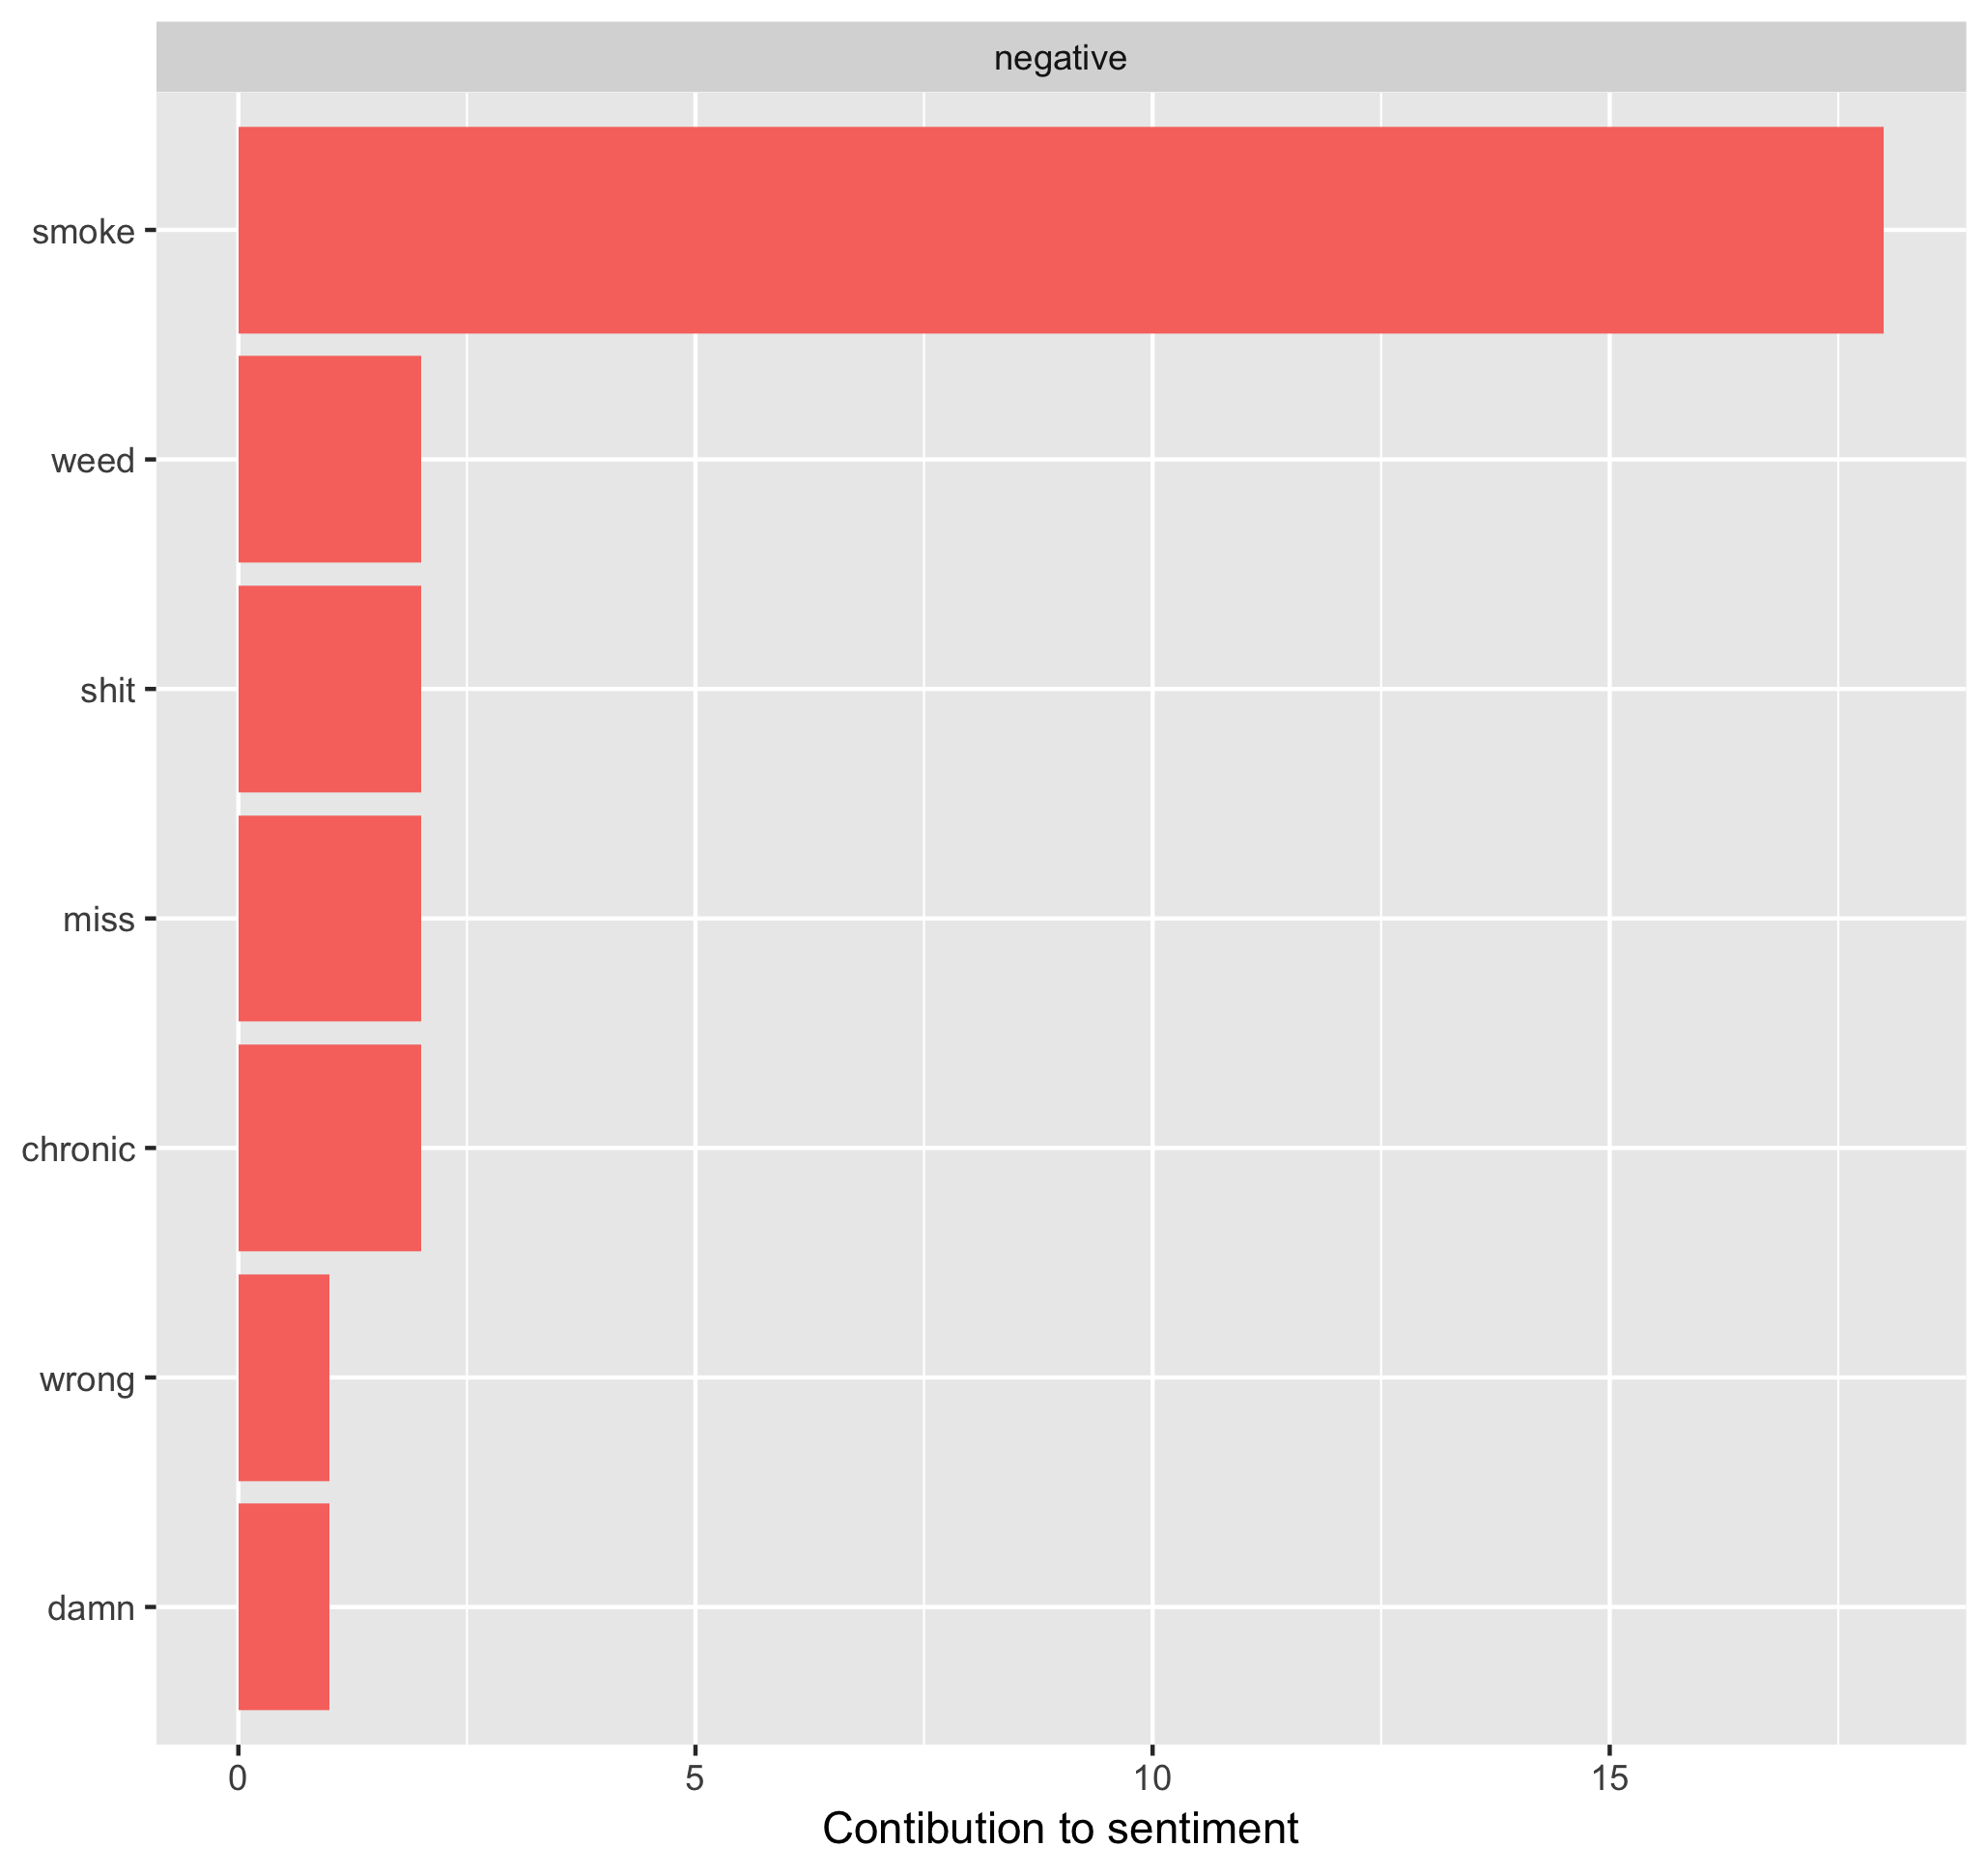 negative
smoke
weed
shit
miss
chronic
wrong
damn
0 5 10 15
Contibution to sentiment